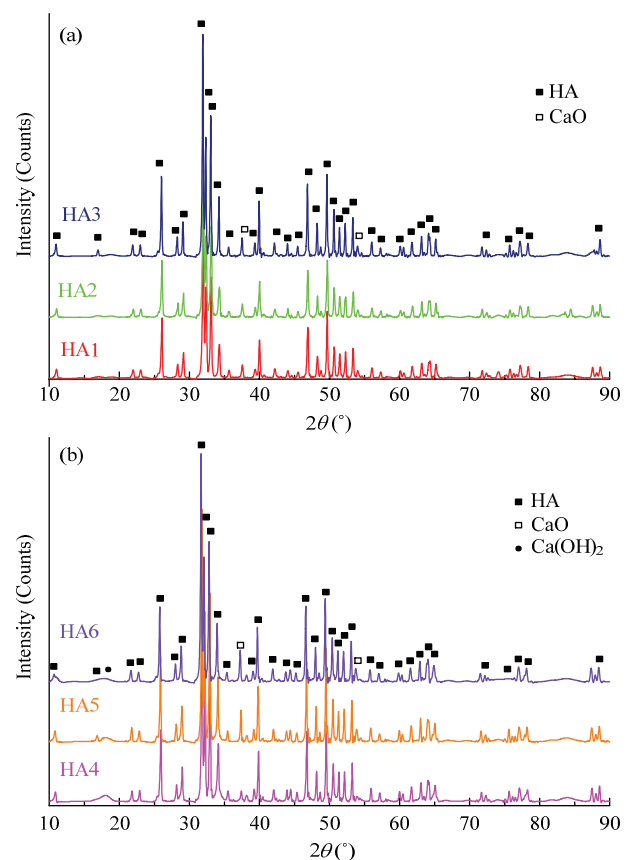 (a)
HA
CaO
Intensity (Counts)
HA3
HA2
HA1
10 20 30 40 50 60 70 80 90
2θ (°)
(b)
HA
CaO
Ca(OH)₂
Intensity (Counts)
HA6
HA5
HA4
10 20 30 40 50 60 70 80 90
2θ (°)